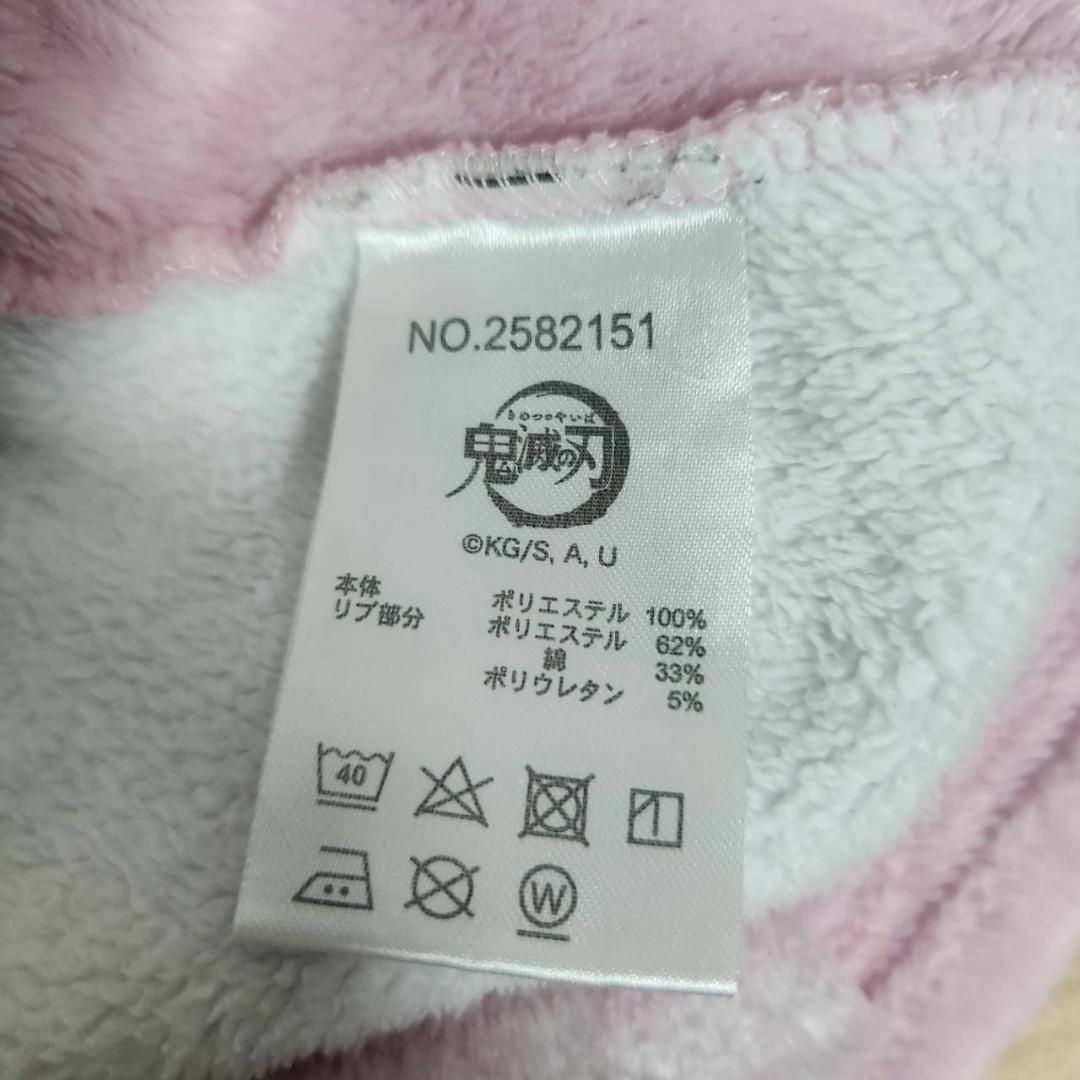 NO.2582151
きめつのやいば
鬼滅の刃
©KG/S, A, U
本体 ポリエステル 100%
リブ部分 ポリエステル 62%
綿 33%
ポリウレタン 5%
40
W